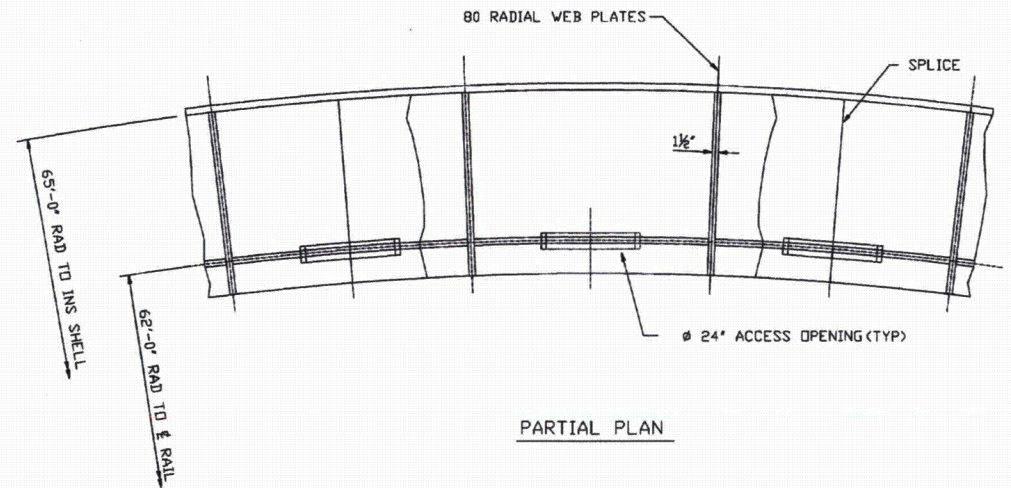 80 RADIAL WEB PLATES
SPLICE
1½"
65'-0" RAD TO INS SHELL
62'-0" RAD TO ℄ RAIL
Ø 24" ACCESS OPENING (TYP)
PARTIAL PLAN